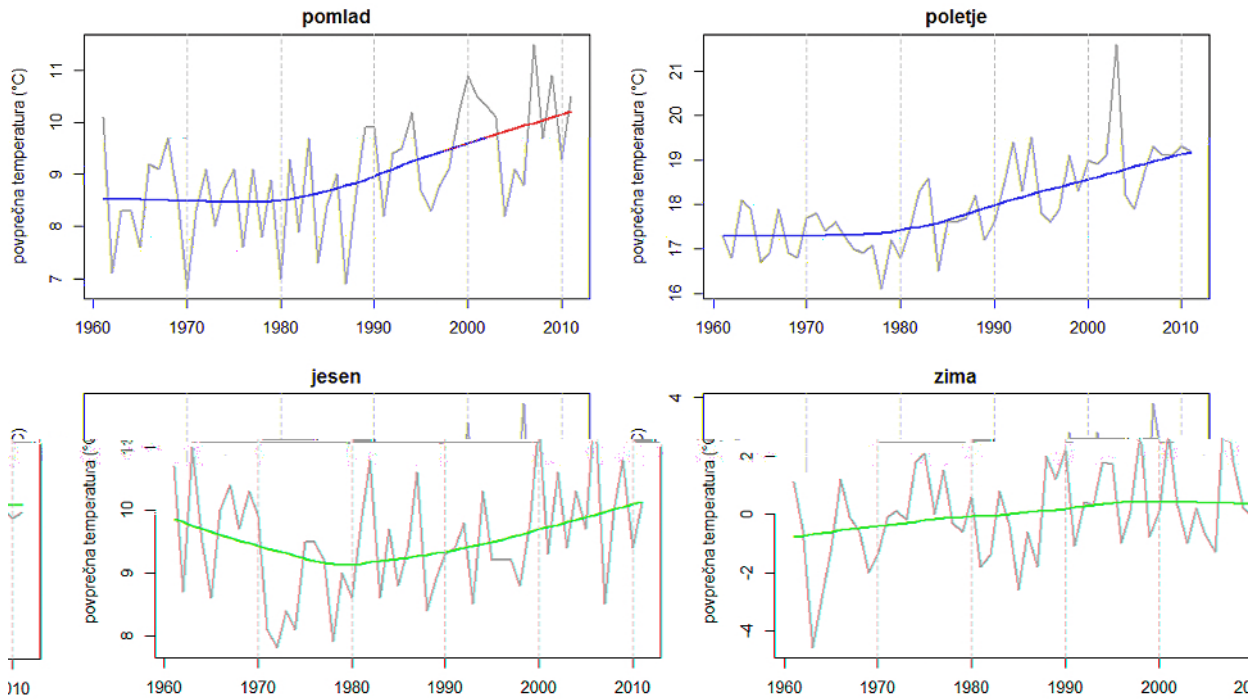 pomlad
povprečna temperatura (°C)
11
10
9
8
7
1960 1970 1980 1990 2000 2010
poletje
povprečna temperatura (°C)
21
20
19
18
17
16
1960 1970 1980 1990 2000 2010
jesen
povprečna temperatura
10
9
8
1960 1970 1980 1990 2000 2010
zima
povprečna temperatura
4
2
0
-2
-4
1960 1970 1980 1990 2000